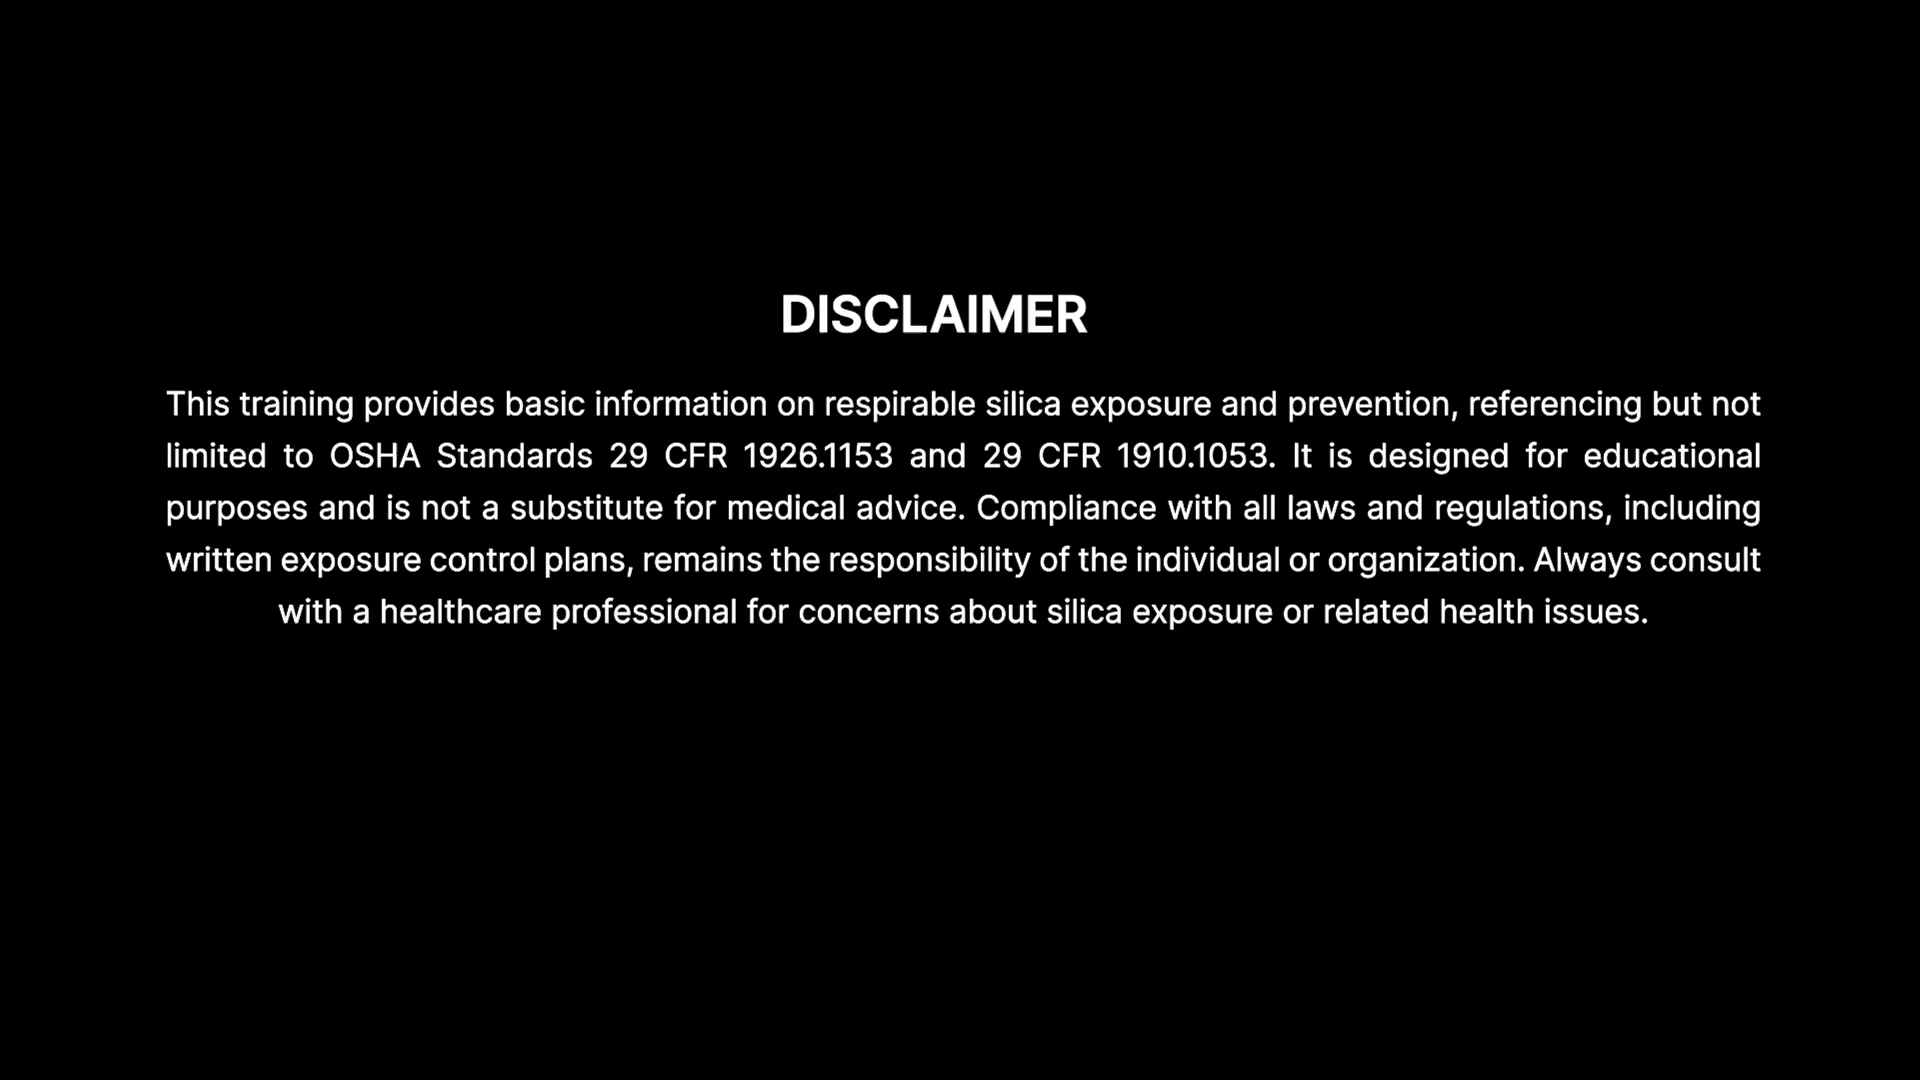 DISCLAIMER
This training provides basic information on respirable silica exposure and prevention, referencing but not
limited to OSHA Standards 29 CFR 1926.1153 and 29 CFR 1910.1053. It is designed for educational
purposes and is not a substitute for medical advice. Compliance with all laws and regulations, including
written exposure control plans, remains the responsibility of the individual or organization. Always consult
with a healthcare professional for concerns about silica exposure or related health issues.